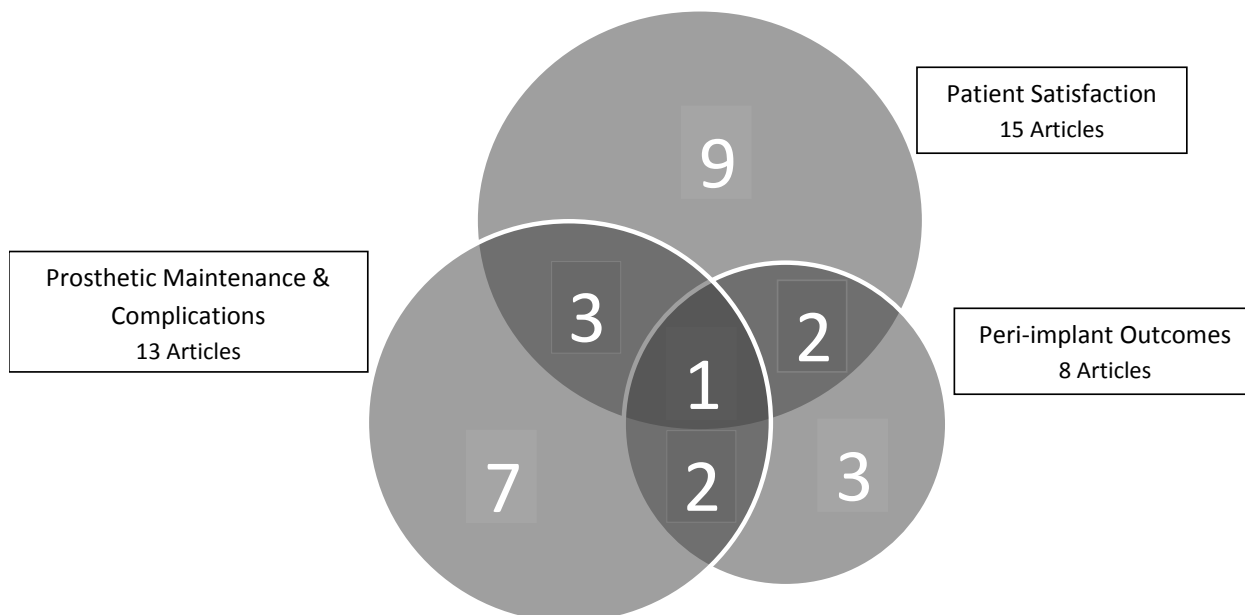 Patient Satisfaction
15 Articles
9
Prosthetic Maintenance &
Complications
13 Articles
3
2
Peri-implant Outcomes
8 Articles
1
7
2
3